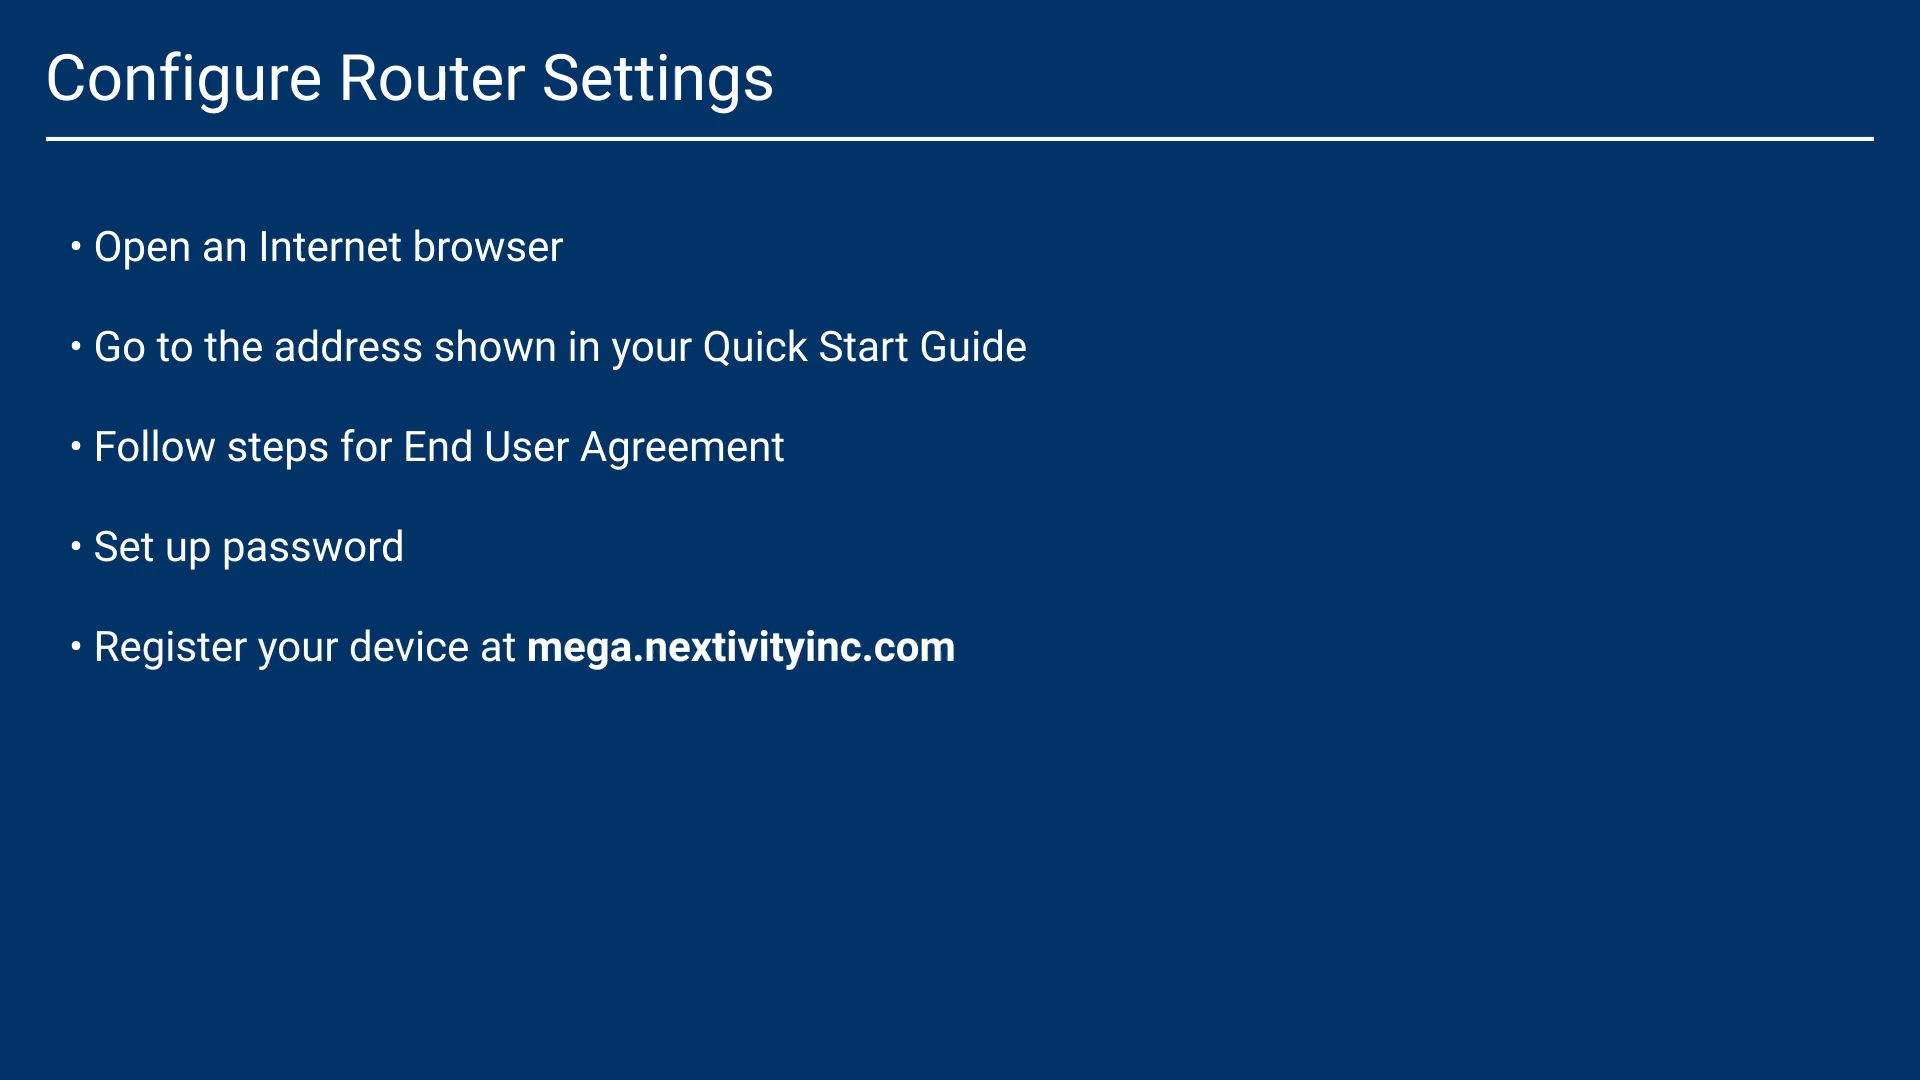 Configure Router Settings
• Open an Internet browser
• Go to the address shown in your Quick Start Guide
• Follow steps for End User Agreement
• Set up password
• Register your device at mega.nextivityinc.com